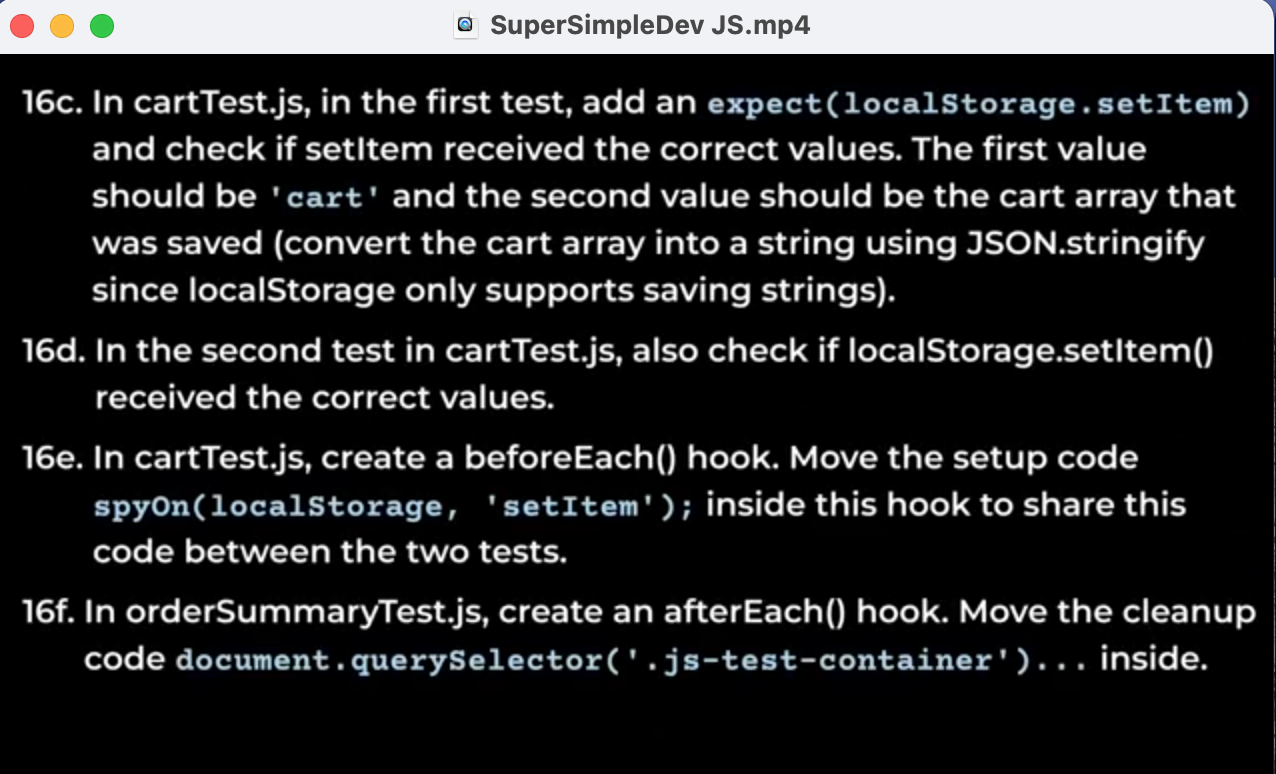 SuperSimpleDev JS.mp4
16c. In cartTest.js, in the first test, add an expect(localStorage.setItem)
and check if setItem received the correct values. The first value
should be 'cart' and the second value should be the cart array that
was saved (convert the cart array into a string using JSON.stringify
since localStorage only supports saving strings).
16d. In the second test in cartTest.js, also check if localStorage.setItem()
received the correct values.
16e. In cartTest.js, create a beforeEach() hook. Move the setup code
spyOn(localStorage, 'setItem'); inside this hook to share this
code between the two tests.
16f. In orderSummaryTest.js, create an afterEach() hook. Move the cleanup
code document.querySelector('.js-test-container')... inside.